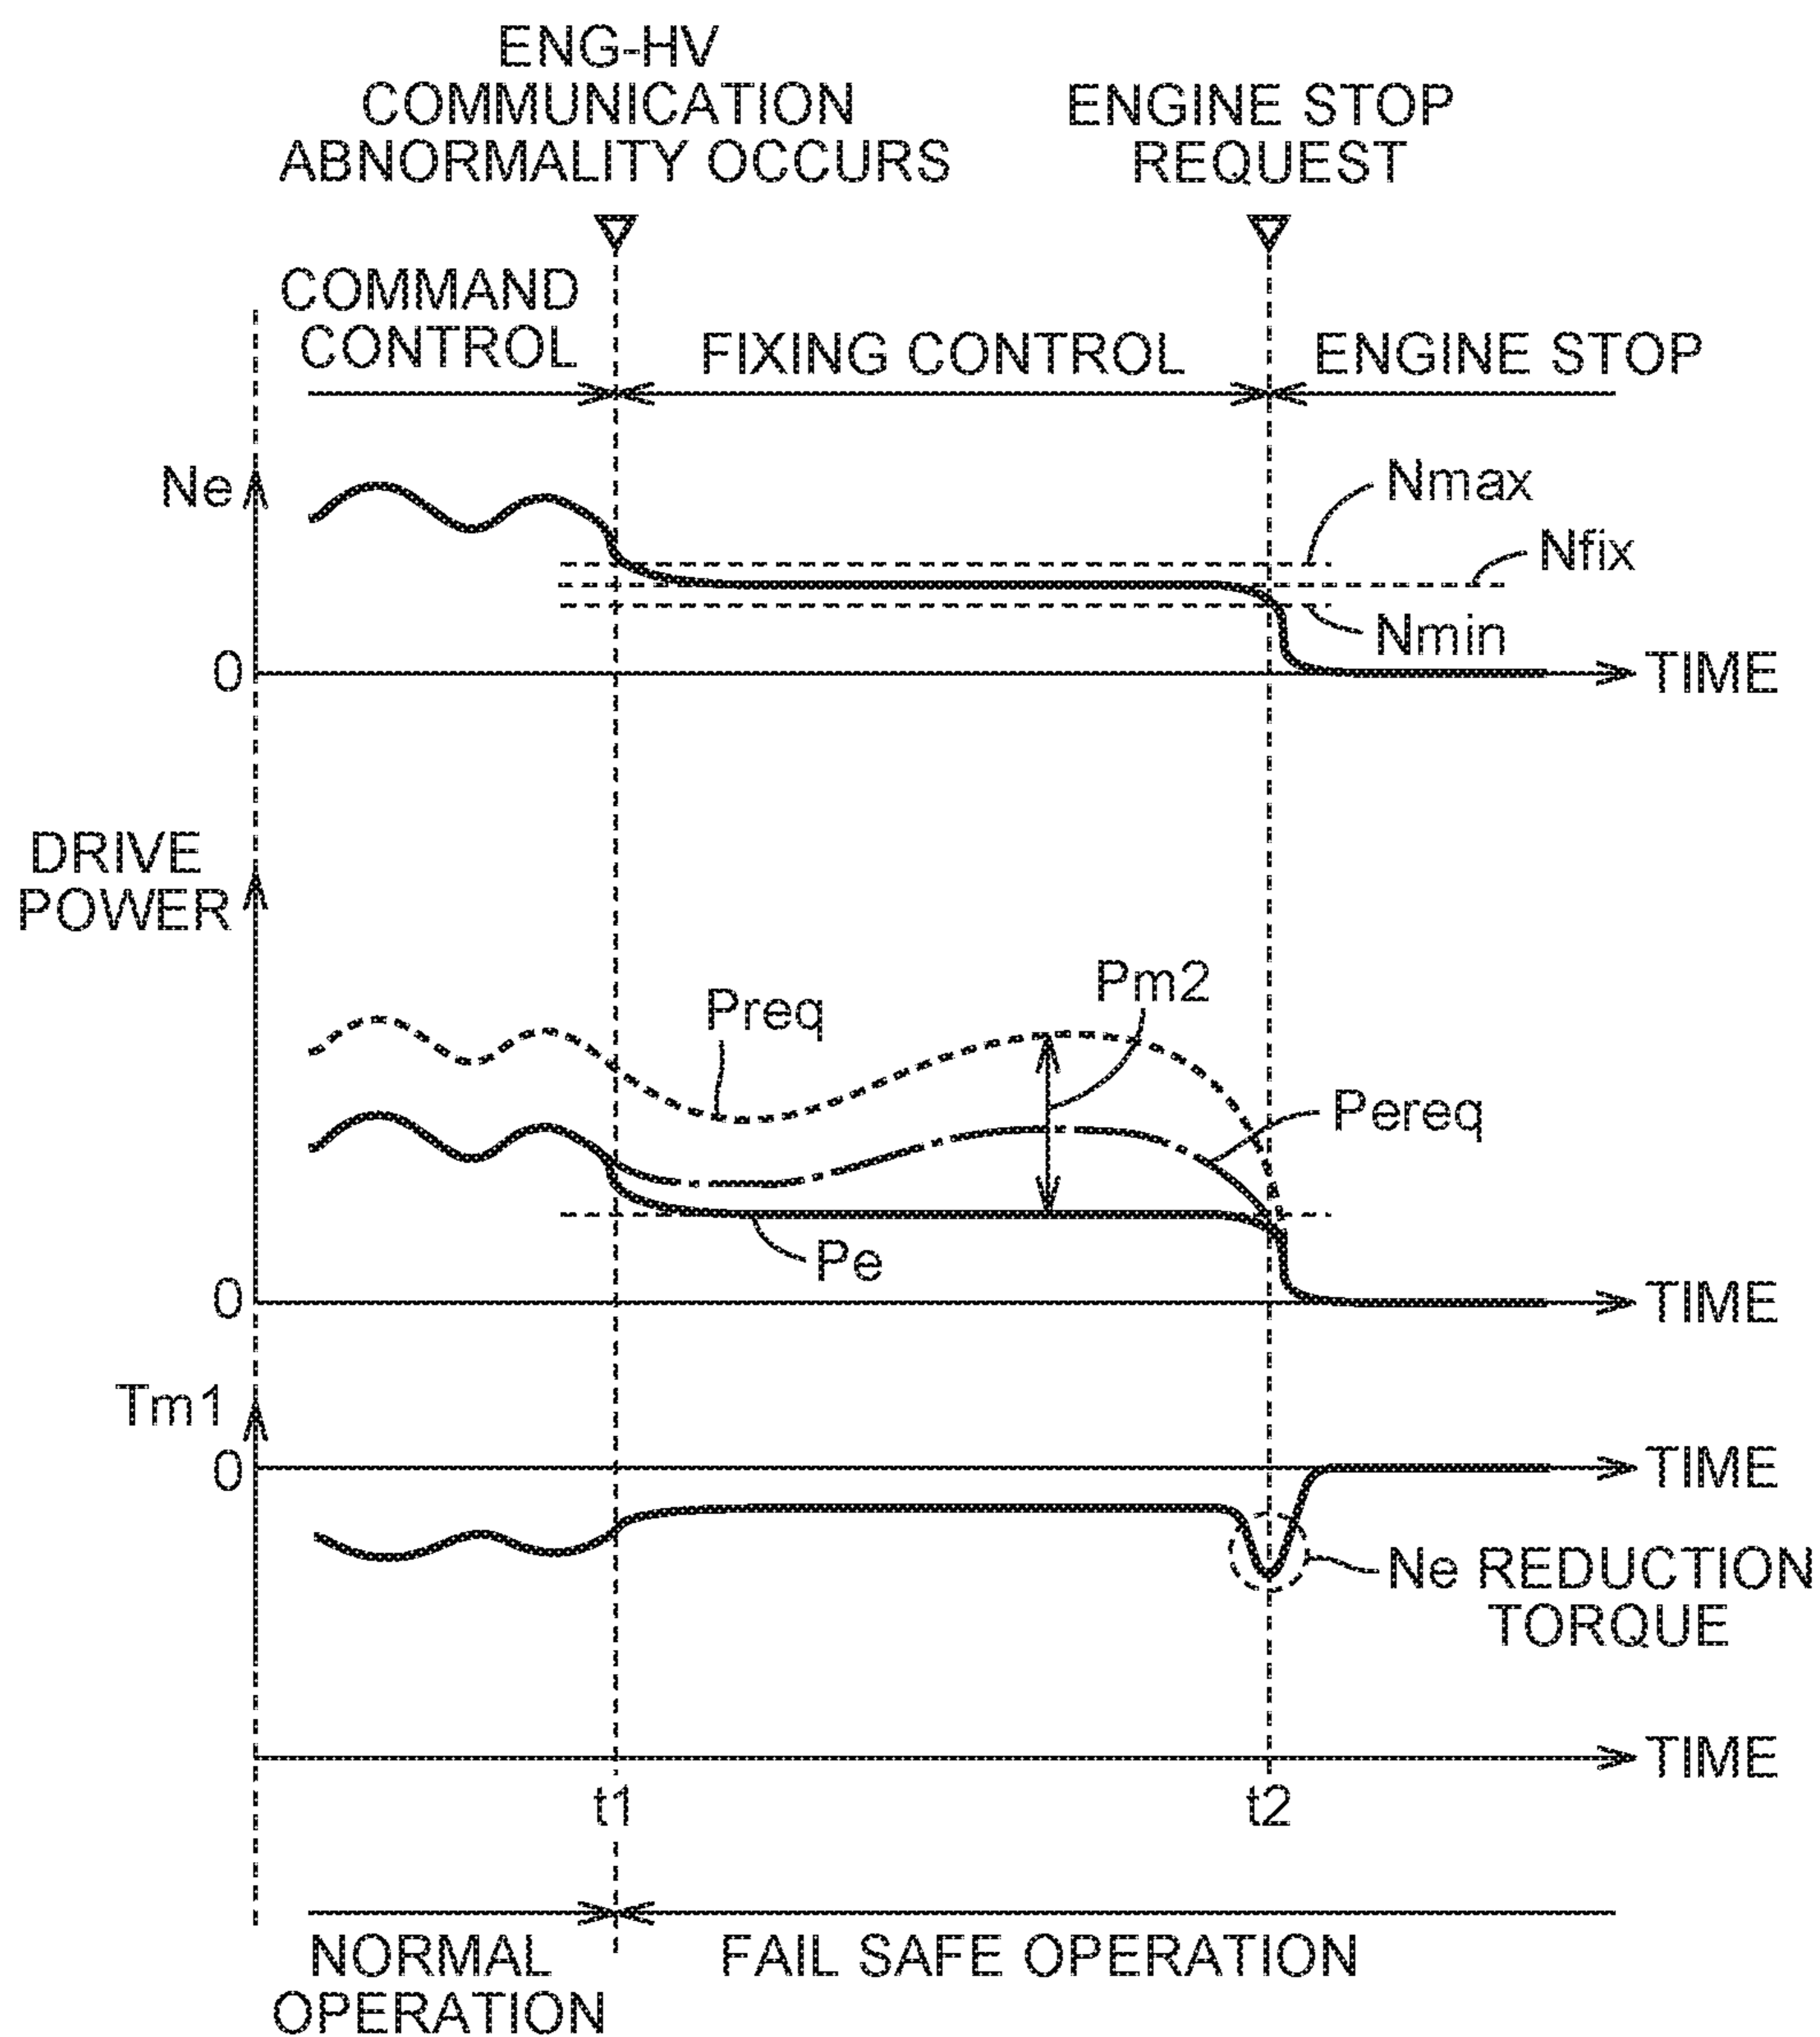 ENG-HV
COMMUNICATION
ABNORMALITY OCCURS
ENGINE STOP
REQUEST
COMMAND
CONTROL
FIXING CONTROL
ENGINE STOP
Ne
Nmax
Nfix
Nmin
0
TIME
DRIVE
POWER
Preq
Pm2
Pereq
Pe
0
TIME
Tm1
0
TIME
Ne REDUCTION
TORQUE
TIME
t1
t2
NORMAL
OPERATION
FAIL SAFE OPERATION